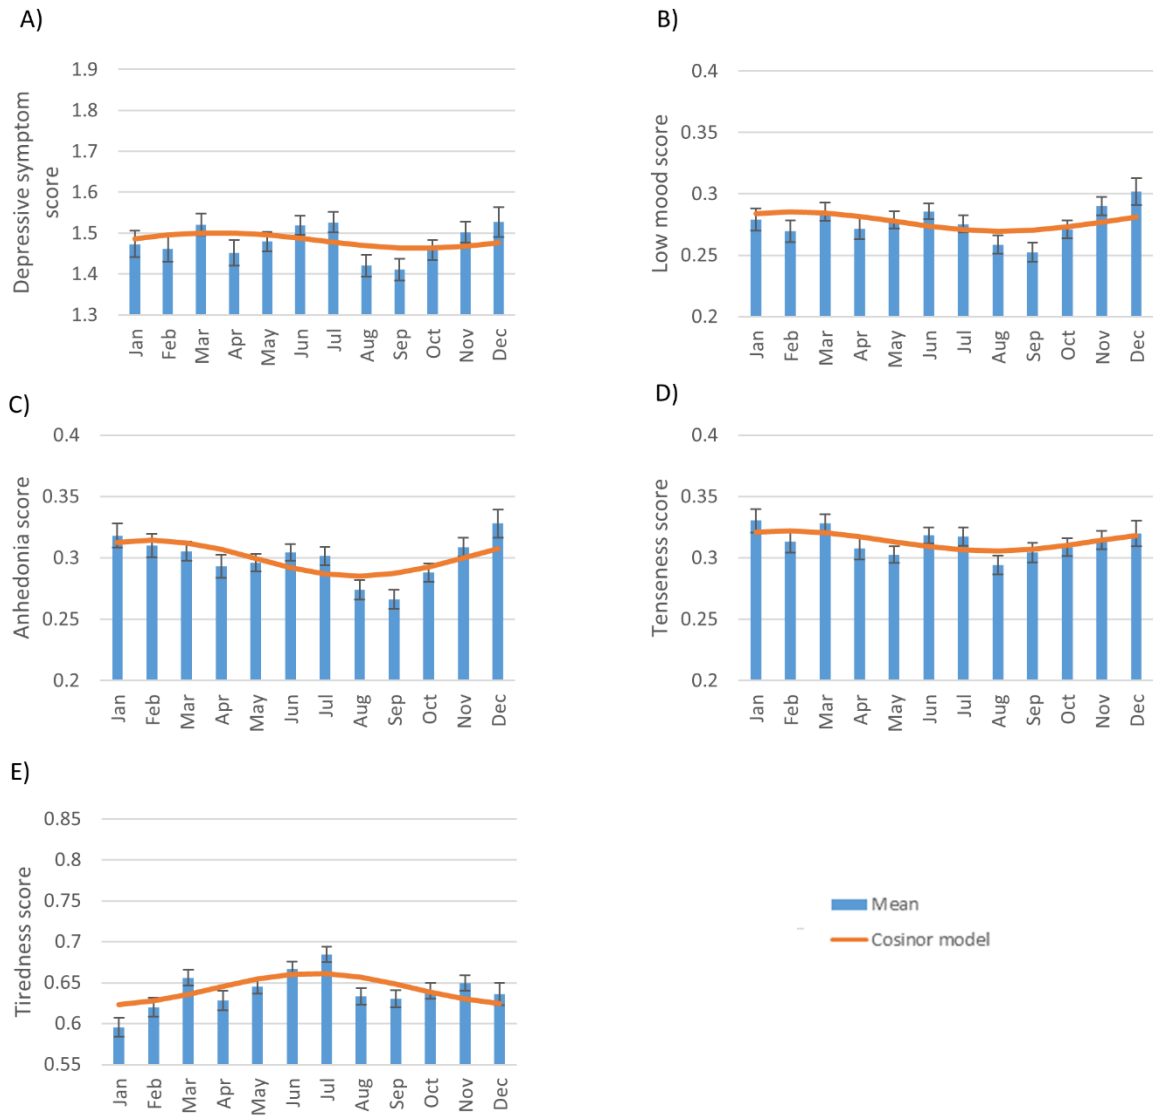 A)
Depressive symptom
score
1.9
1.8
1.7
1.6
1.5
1.4
1.3
Jan Feb Mar Apr May Jun Jul Aug Sep Oct Nov Dec
B)
Low mood score
0.4
0.35
0.3
0.25
0.2
Jan Feb Mar Apr May Jun Jul Aug Sep Oct Nov Dec
C)
Anhedonia score
0.4
0.35
0.3
0.25
0.2
Jan Feb Mar Apr May Jun Jul Aug Sep Oct Nov Dec
D)
Tenseness score
0.4
0.35
0.3
0.25
0.2
Jan Feb Mar Apr May Jun Jul Aug Sep Oct Nov Dec
E)
Tiredness score
0.85
0.8
0.75
0.7
0.65
0.6
0.55
Jan Feb Mar Apr May Jun Jul Aug Sep Oct Nov Dec
Mean
Cosinor model